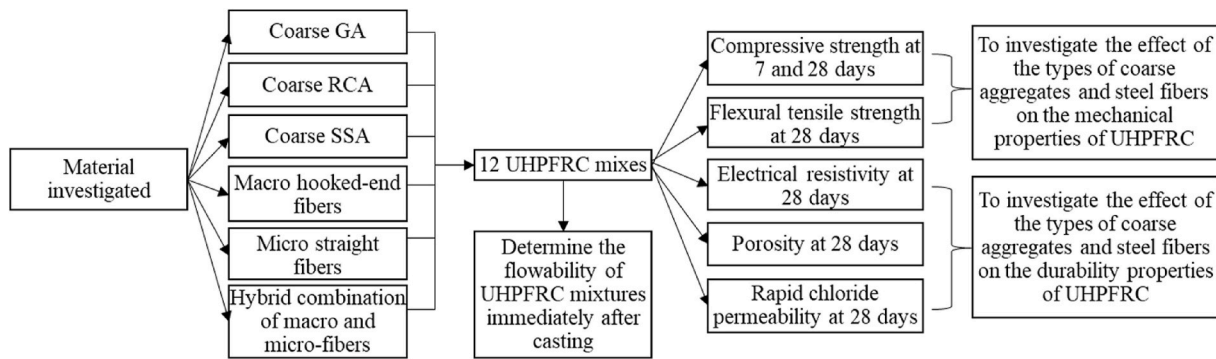 Material
investigated
Coarse GA
Coarse RCA
Coarse SSA
Macro hooked-end
fibers
Micro straight
fibers
Hybrid combination
of macro and
micro-fibers
12 UHPFRC mixes
Determine the
flowability of
UHPFRC mixtures
immediately after
casting
Compressive strength at
7 and 28 days
Flexural tensile strength
at 28 days
Electrical resistivity at
28 days
Porosity at 28 days
Rapid chloride
permeability at 28 days
To investigate the effect of
the types of coarse
aggregates and steel fibers
on the mechanical
properties of UHPFRC
To investigate the effect of
the types of coarse
aggregates and steel fibers
on the durability properties
of UHPFRC